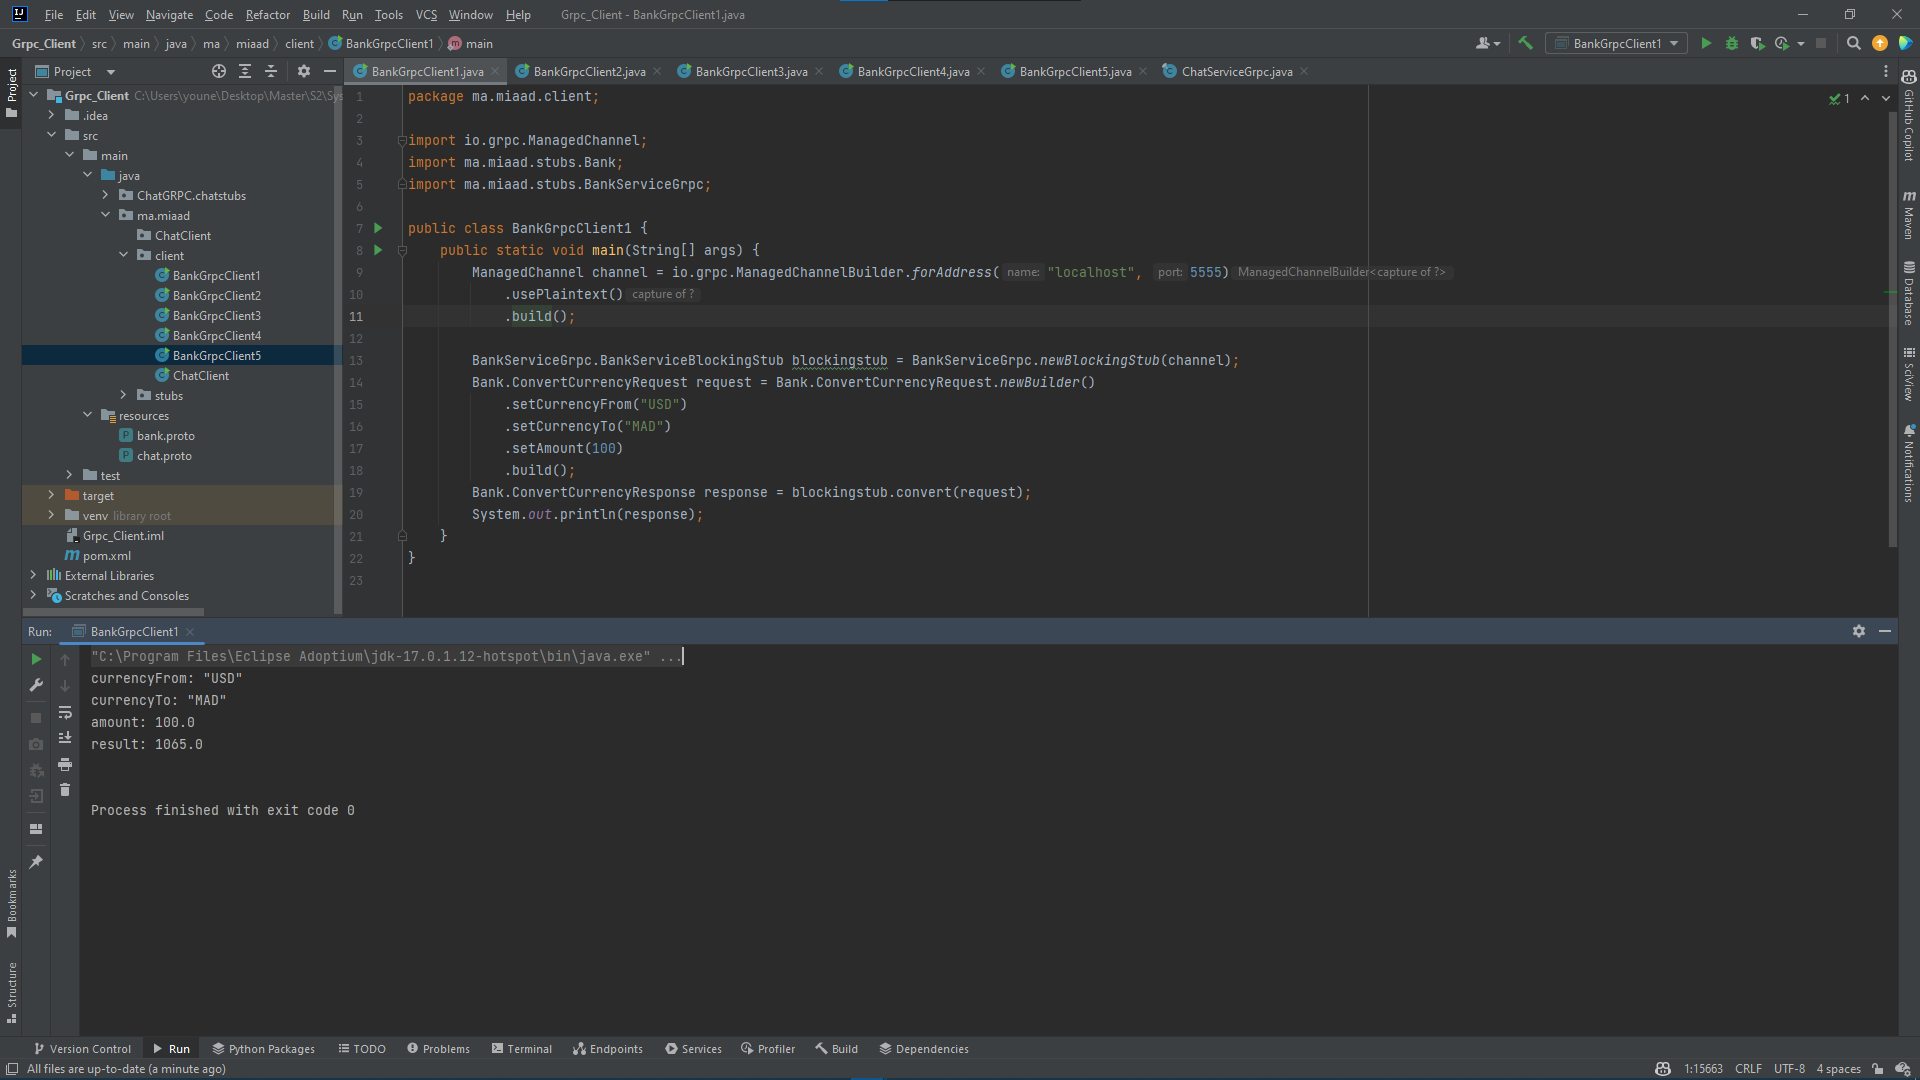 File Edit View Navigate Code Refactor Build Run Tools VCS Window Help Grpc_Client - BankGrpcClient1.java
Grpc_Client src main java ma miaad client BankGrpcClient1 main
BankGrpcClient1
Project
BankGrpcClient1.java BankGrpcClient2.java BankGrpcClient3.java BankGrpcClient4.java BankGrpcClient5.java ChatServiceGrpc.java
Project
Grpc_Client C:\Users\youne\Desktop\Master\S2\Sys
.idea
src
main
java
ChatGRPC.chatstubs
ma.miaad
ChatClient
client
BankGrpcClient1
BankGrpcClient2
BankGrpcClient3
BankGrpcClient4
BankGrpcClient5
ChatClient
stubs
resources
bank.proto
chat.proto
test
target
venv library root
Grpc_Client.iml
pom.xml
External Libraries
Scratches and Consoles
1 package ma.miaad.client;
2
3 import io.grpc.ManagedChannel;
4 import ma.miaad.stubs.Bank;
5 import ma.miaad.stubs.BankServiceGrpc;
6
7 public class BankGrpcClient1 {
8 public static void main(String[] args) {
9 ManagedChannel channel = io.grpc.ManagedChannelBuilder.forAddress( name: "localhost", port: 5555) ManagedChannelBuilder<capture of ?>
10 .usePlaintext() capture of ?
11 .build();
12
13 BankServiceGrpc.BankServiceBlockingStub blockingstub = BankServiceGrpc.newBlockingStub(channel);
14 Bank.ConvertCurrencyRequest request = Bank.ConvertCurrencyRequest.newBuilder()
15 .setCurrencyFrom("USD")
16 .setCurrencyTo("MAD")
17 .setAmount(100)
18 .build();
19 Bank.ConvertCurrencyResponse response = blockingstub.convert(request);
20 System.out.println(response);
21 }
22 }
23
1
GitHub Copilot
Maven
Database
SciView
Notifications
Run: BankGrpcClient1
"C:\Program Files\Eclipse Adoptium\jdk-17.0.1.12-hotspot\bin\java.exe" ...
currencyFrom: "USD"
currencyTo: "MAD"
amount: 100.0
result: 1065.0
Process finished with exit code 0
Bookmarks
Structure
Version Control Run Python Packages TODO Problems Terminal Endpoints Services Profiler Build Dependencies
All files are up-to-date (a minute ago) 1:15663 CRLF UTF-8 4 spaces